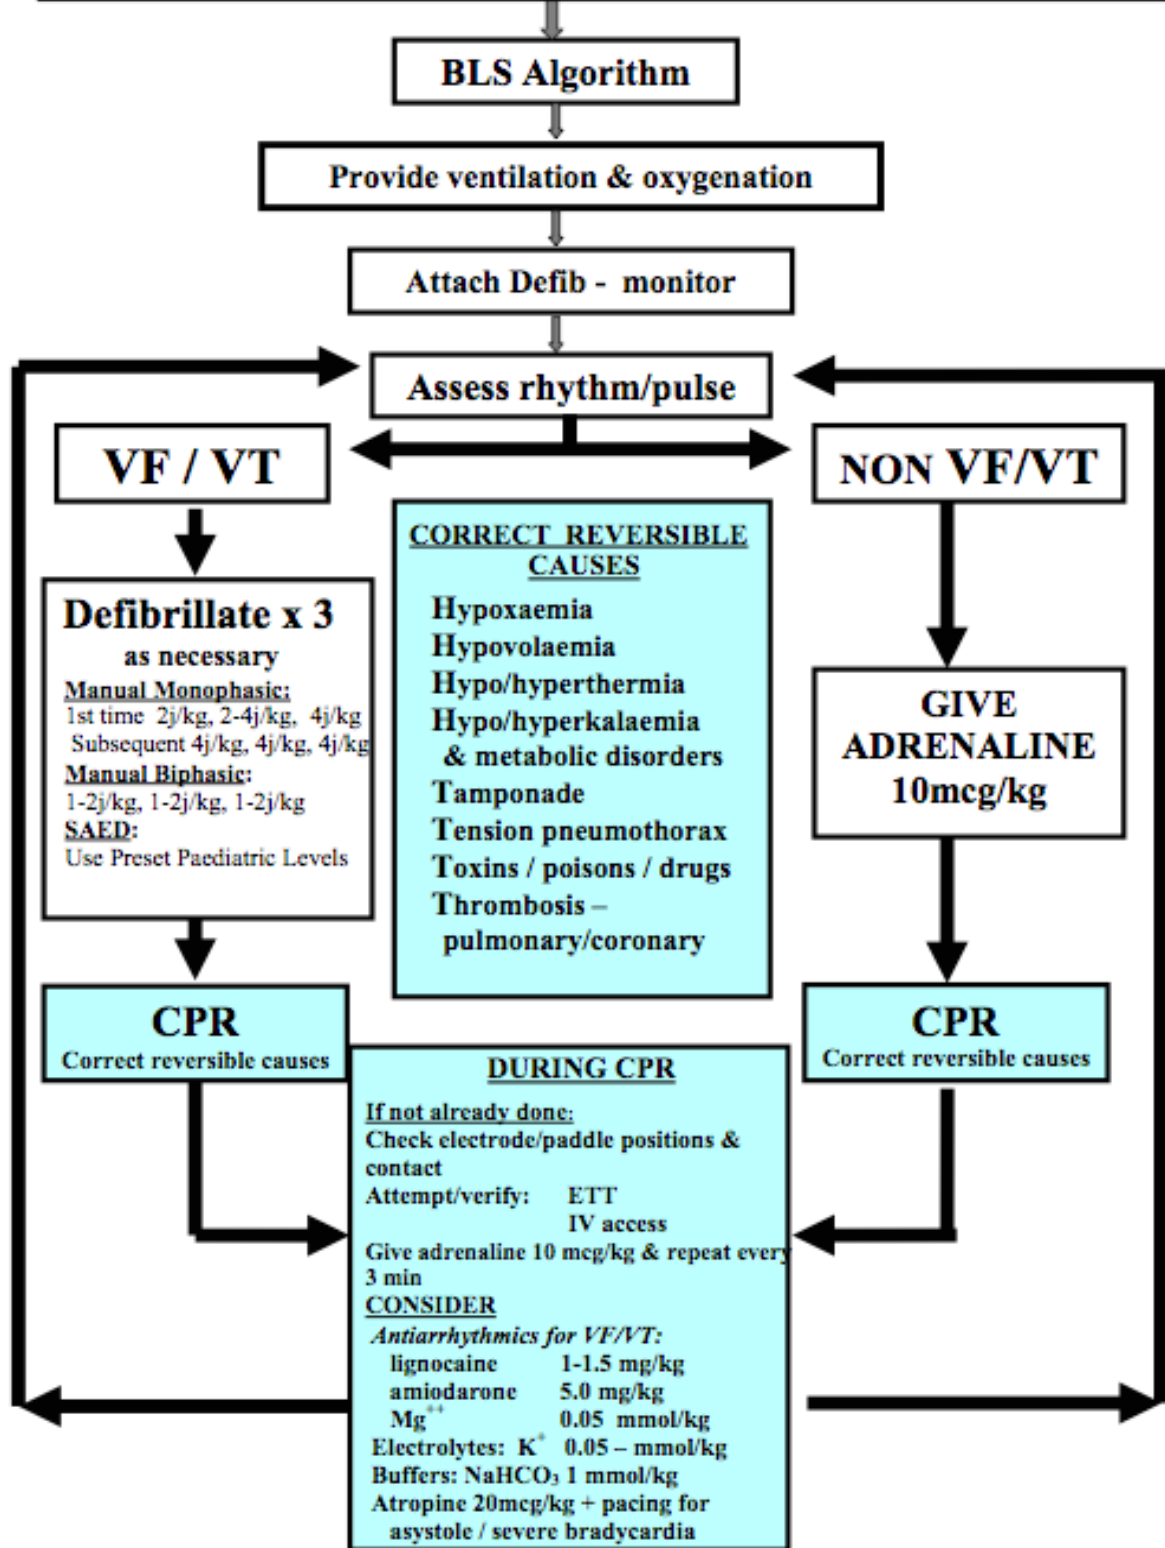 BLS Algorithm
Provide ventilation & oxygenation
Attach Defib - monitor
Assess rhythm/pulse
VF / VT
NON VF/VT
Defibrillate x 3
as necessary
Manual Monophasic:
1st time 2j/kg, 2-4j/kg, 4j/kg
Subsequent 4j/kg, 4j/kg, 4j/kg
Manual Biphasic:
1-2j/kg, 1-2j/kg, 1-2j/kg
SAED:
Use Preset Paediatric Levels
CORRECT REVERSIBLE
CAUSES
Hypoxaemia
Hypovolaemia
Hypo/hyperthermia
Hypo/hyperkalaemia
& metabolic disorders
Tamponade
Tension pneumothorax
Toxins / poisons / drugs
Thrombosis –
pulmonary/coronary
GIVE
ADRENALINE
10mcg/kg
CPR
Correct reversible causes
CPR
Correct reversible causes
DURING CPR
If not already done:
Check electrode/paddle positions &
contact
Attempt/verify: ETT
IV access
Give adrenaline 10 mcg/kg & repeat every
3 min
CONSIDER
Antiarrhythmics for VF/VT:
lignocaine 1-1.5 mg/kg
amiodarone 5.0 mg/kg
Mg⁺⁺ 0.05 mmol/kg
Electrolytes: K⁺ 0.05 – mmol/kg
Buffers: NaHCO₃ 1 mmol/kg
Atropine 20mcg/kg + pacing for
asystole / severe bradycardia